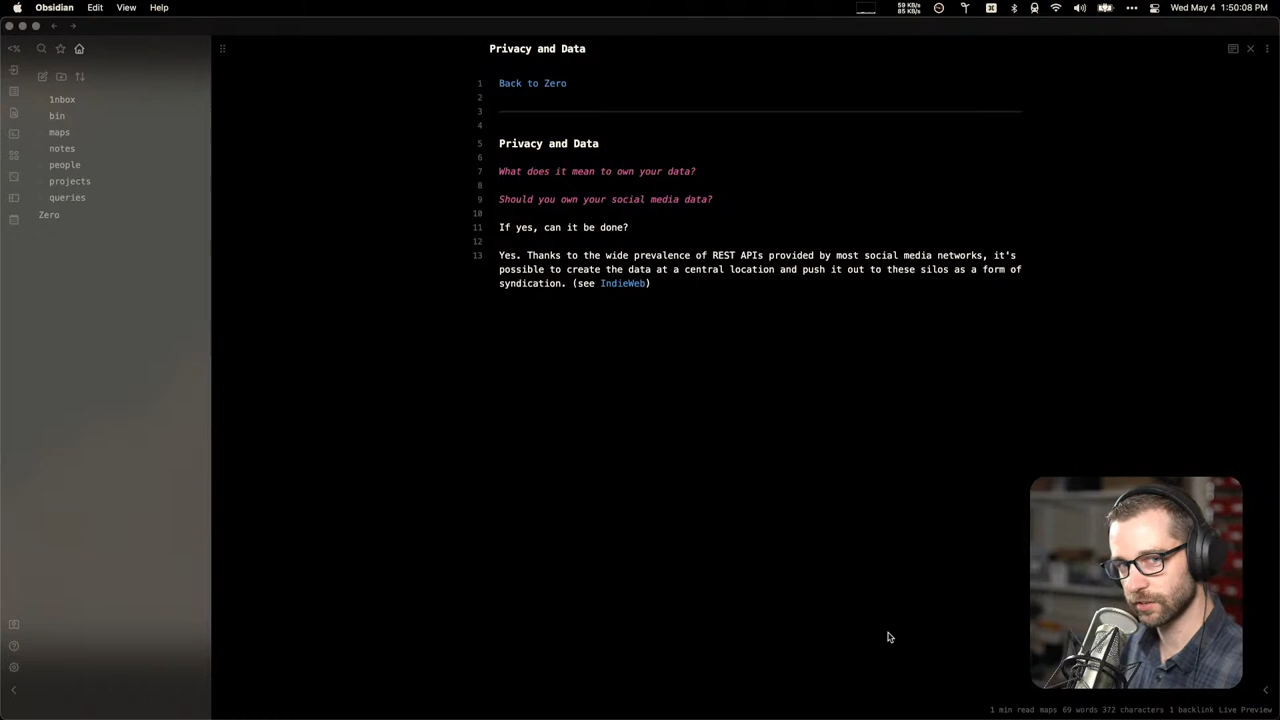 Obsidian Edit View Help
59 KB/s
85 KB/s
Wed May 4 1:50:08 PM
Privacy and Data
1nbox
bin
maps
notes
people
projects
queries
Zero
1 Back to Zero
2
3
4
5 Privacy and Data
6
7 What does it mean to own your data?
8
9 Should you own your social media data?
10
11 If yes, can it be done?
12
13 Yes. Thanks to the wide prevalence of REST APIs provided by most social media networks, it's
possible to create the data at a central location and push it out to these silos as a form of
syndication. (see IndieWeb)
1 min read maps 69 words 372 characters 1 backlink Live Preview